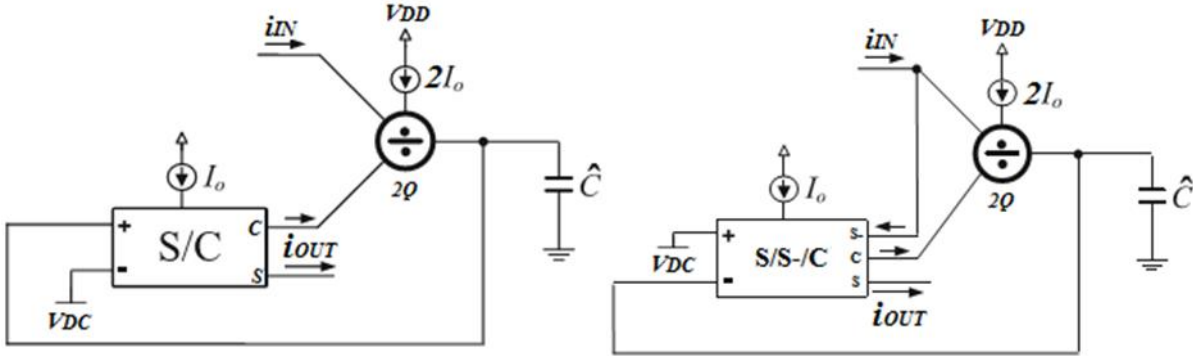 iIN
VDD
2Io
÷
2Q
Ĉ
Io
+
S/C
C
iOUT
-
S
VDC
iIN
VDD
2Io
÷
2Q
Ĉ
Io
+
S-
VDC
S/S-/C
C
-
S
iOUT